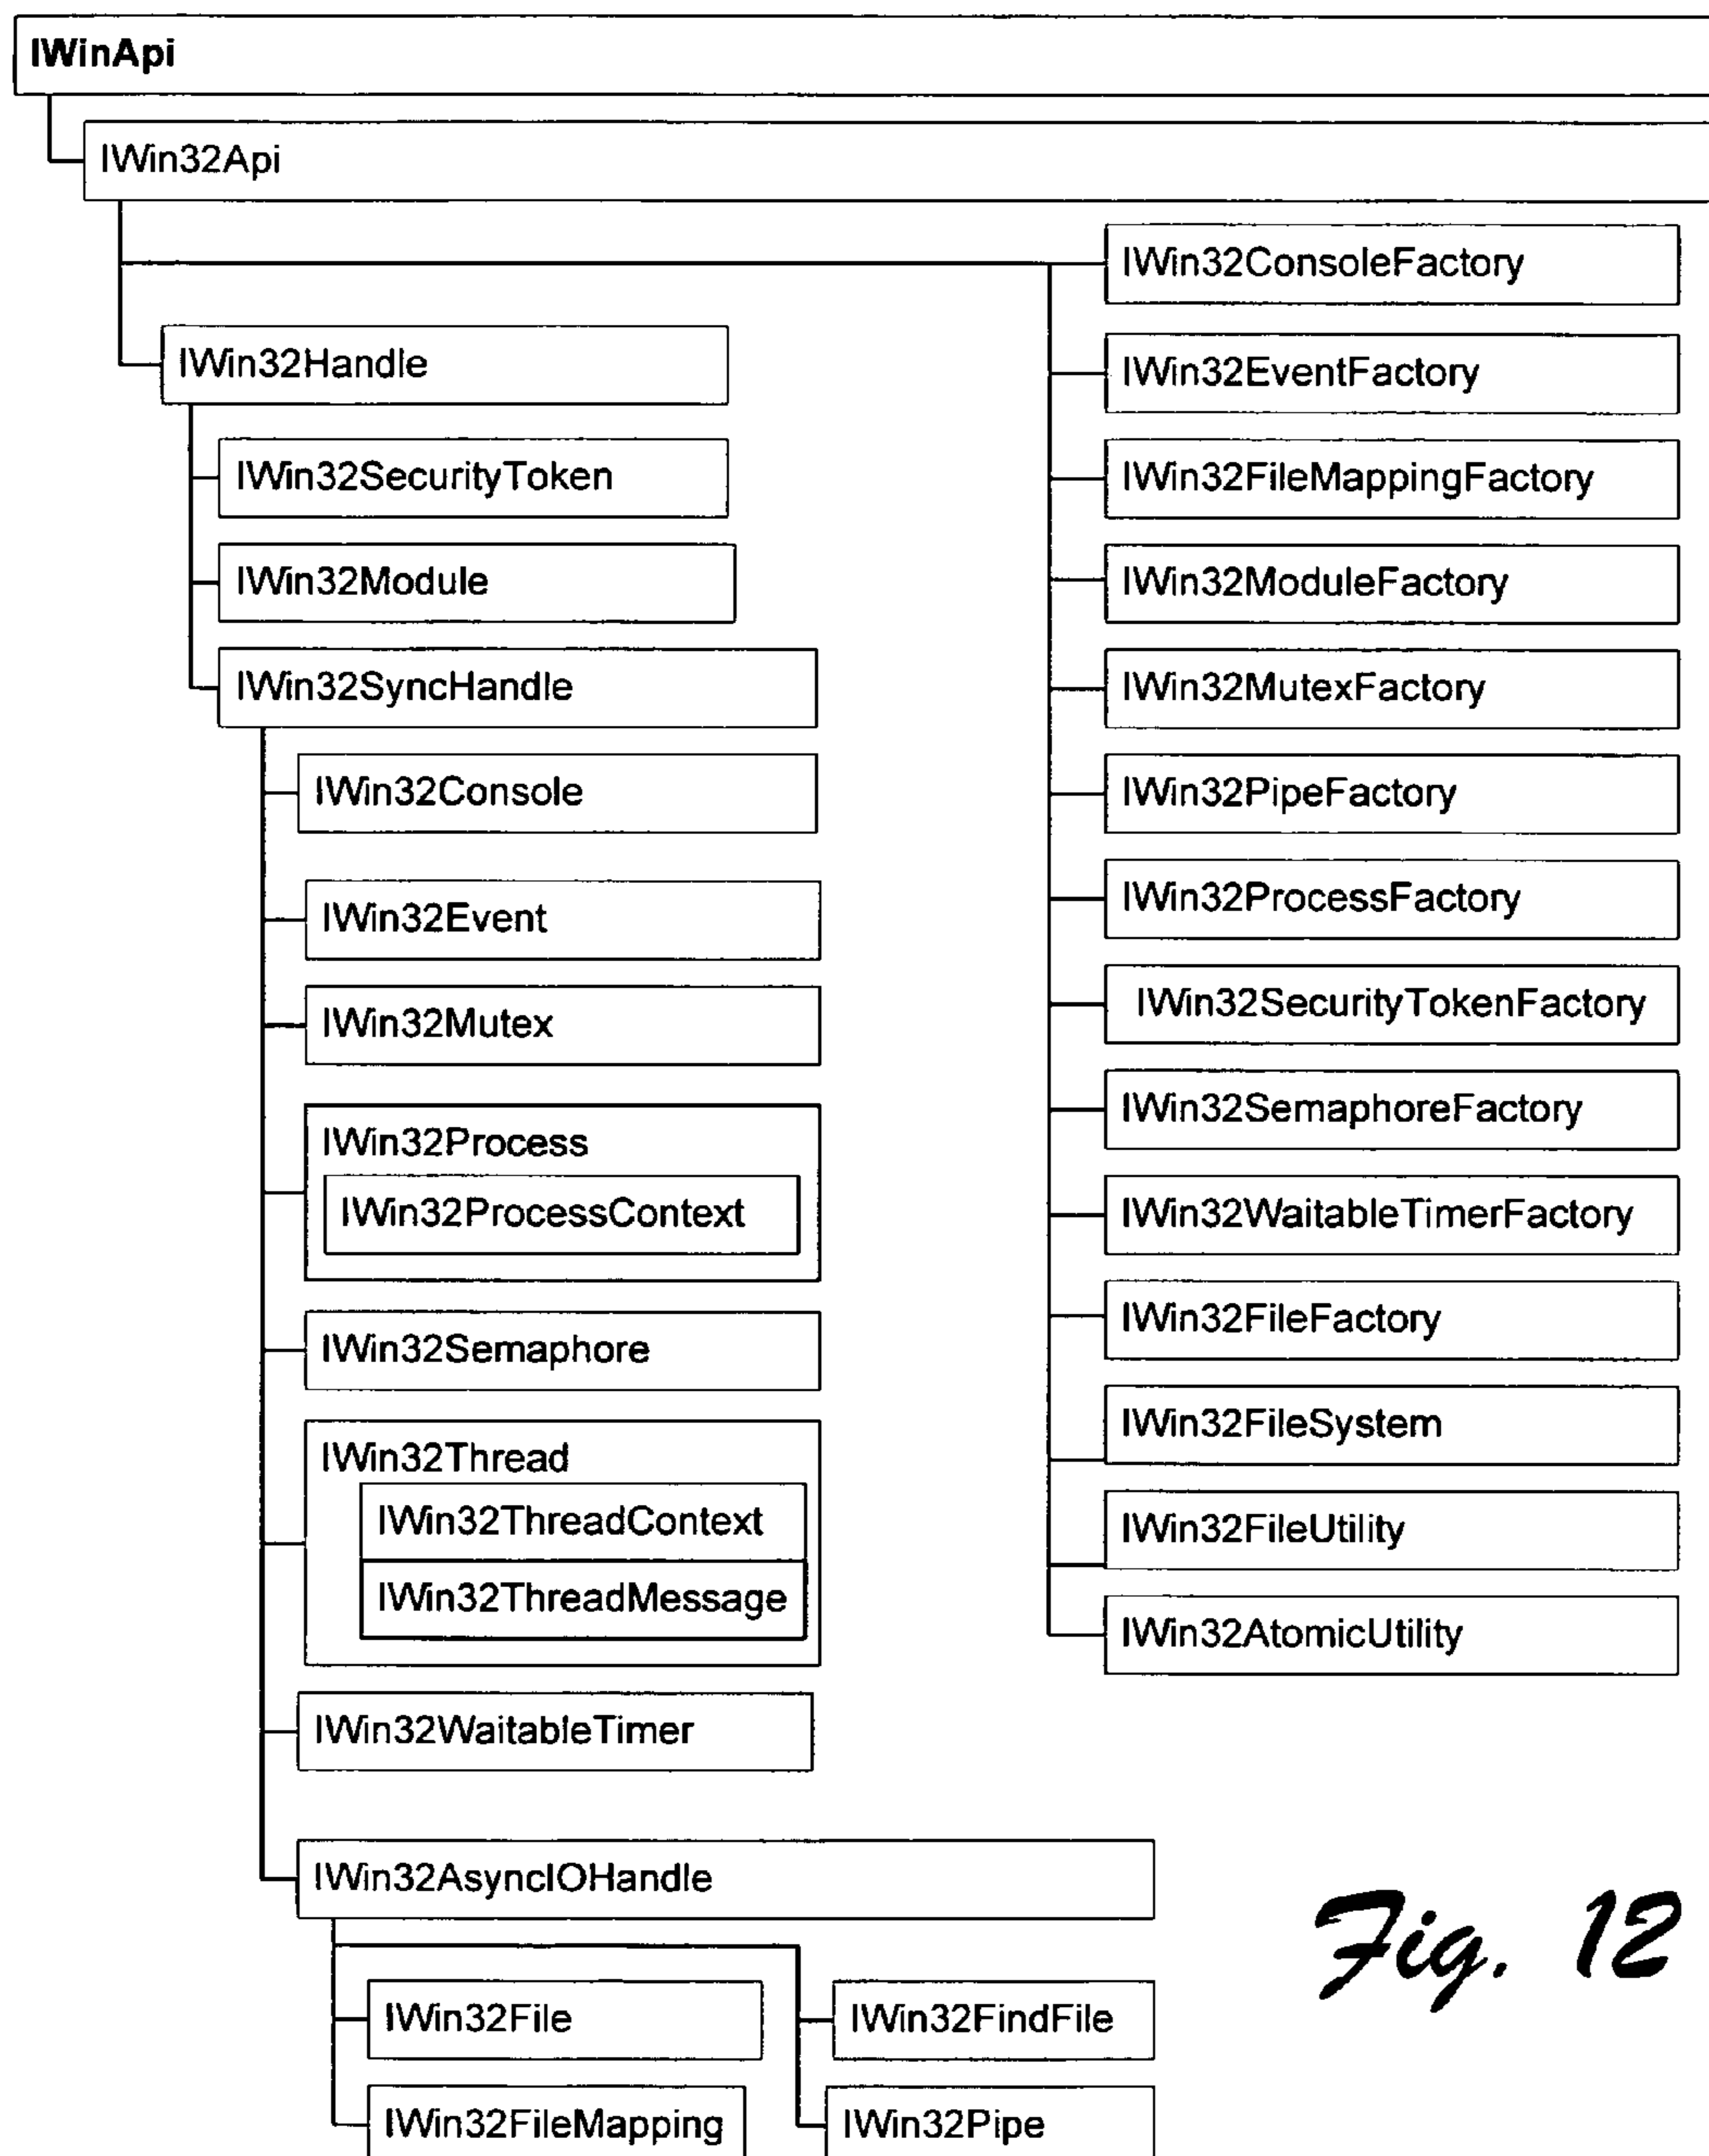 IWinApi
IWin32Api
IWin32Handle
IWin32SecurityToken
IWin32Module
IWin32SyncHandle
IWin32Console
IWin32Event
IWin32Mutex
IWin32Process
IWin32ProcessContext
IWin32Semaphore
IWin32Thread
IWin32ThreadContext
IWin32ThreadMessage
IWin32WaitableTimer
IWin32AsyncIOHandle
IWin32File
IWin32FindFile
IWin32FileMapping
IWin32Pipe
IWin32ConsoleFactory
IWin32EventFactory
IWin32FileMappingFactory
IWin32ModuleFactory
IWin32MutexFactory
IWin32PipeFactory
IWin32ProcessFactory
IWin32SecurityTokenFactory
IWin32SemaphoreFactory
IWin32WaitableTimerFactory
IWin32FileFactory
IWin32FileSystem
IWin32FileUtility
IWin32AtomicUtility
Fig. 12